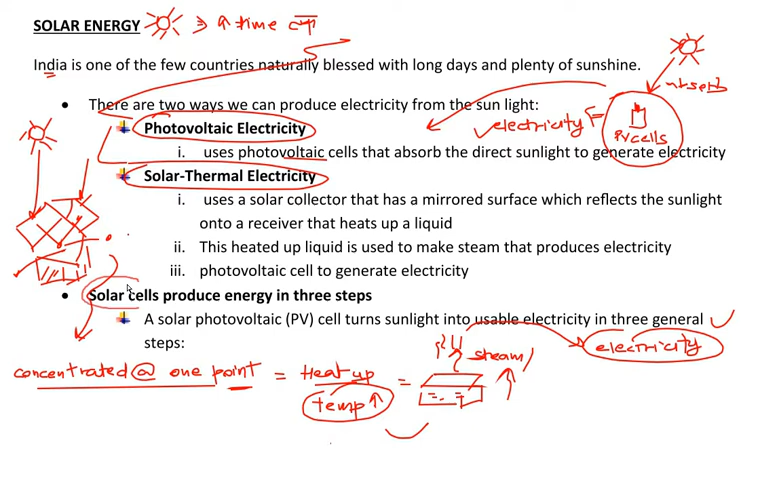 SOLAR ENERGY
India is one of the few countries naturally blessed with long days and plenty of sunshine.
absorb
• There are two ways we can produce electricity from the sun light:
Photovoltaic Electricity
electricity
PV cells
i. uses photovoltaic cells that absorb the direct sunlight to generate electricity
Solar-Thermal Electricity
i. uses a solar collector that has a mirrored surface which reflects the sunlight
onto a receiver that heats up a liquid
ii. This heated up liquid is used to make steam that produces electricity
iii. photovoltaic cell to generate electricity
• Solar cells produce energy in three steps
A solar photovoltaic (PV) cell turns sunlight into usable electricity in three general
steps:
steam
electricity
concentrated @ one point = Heat up =
temp ↑